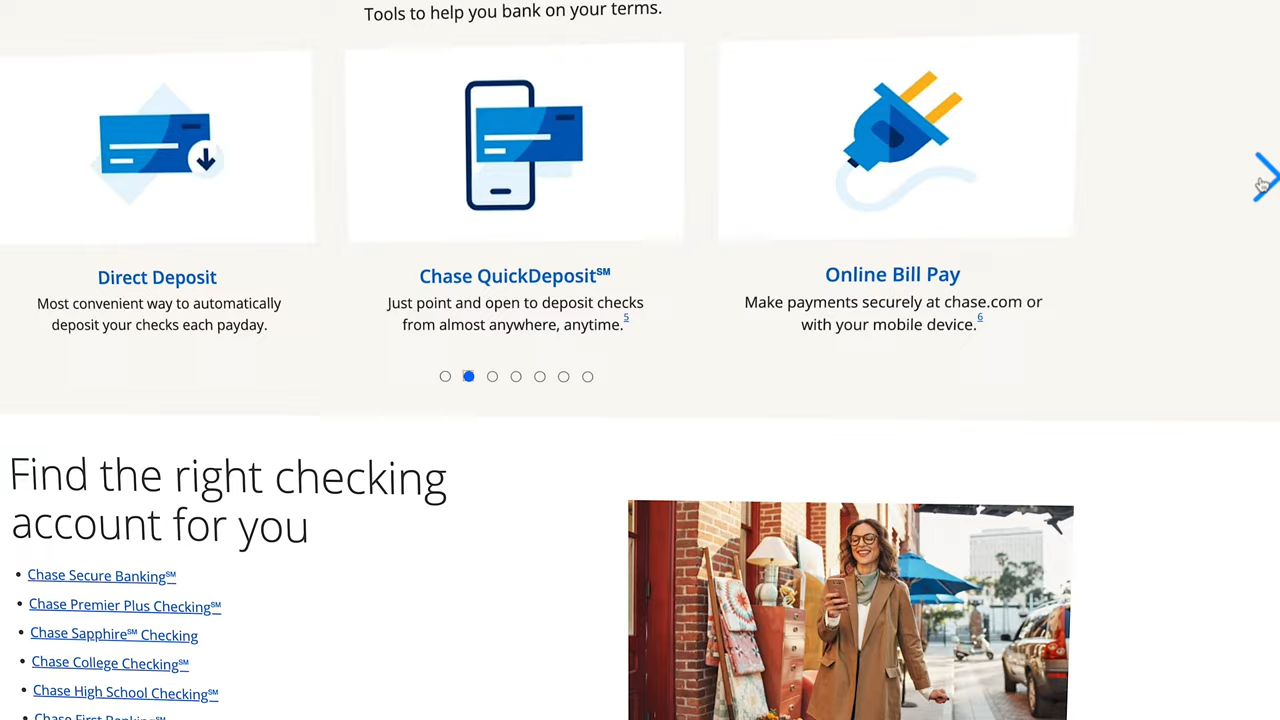 Tools to help you bank on your terms.
Direct Deposit
Most convenient way to automatically
deposit your checks each payday.
Chase QuickDeposit℠
Just point and open to deposit checks
from almost anywhere, anytime.5
Online Bill Pay
Make payments securely at chase.com or
with your mobile device.6
Find the right checking
account for you
• Chase Secure Banking℠
• Chase Premier Plus Checking℠
• Chase Sapphire℠ Checking
• Chase College Checking℠
• Chase High School Checking℠
• Chase First Banking℠